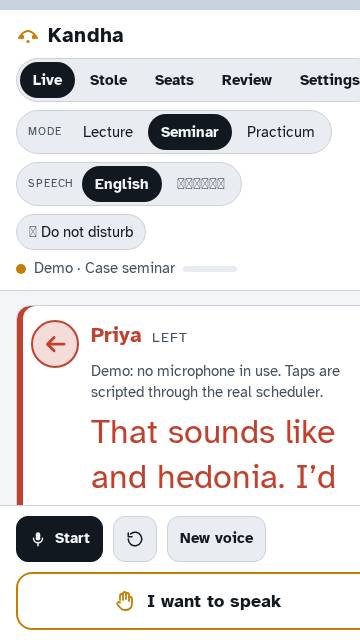 Kandha
Live Stole Seats Review Settings
MODE Lecture Seminar Practicum
SPEECH English
Do not disturb
Demo · Case seminar
Priya LEFT
Demo: no microphone in use. Taps are
scripted through the real scheduler.
That sounds like
and hedonia. I’d
Start New voice
I want to speak